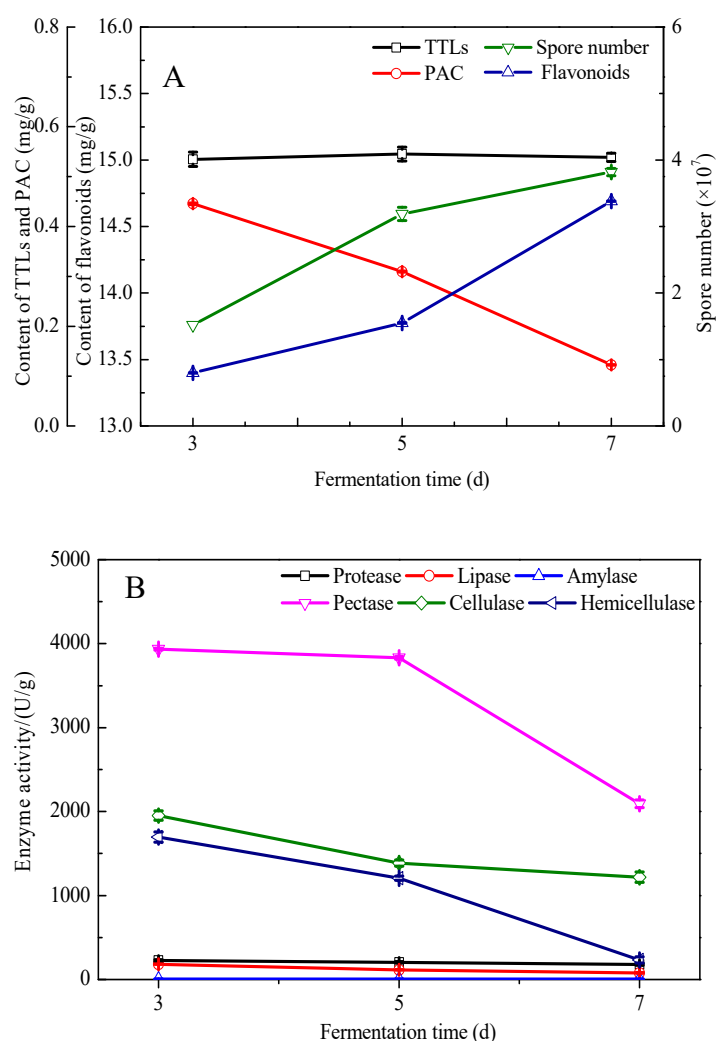 A
TTLs
PAC
Spore number
Flavonoids
Content of TTLs and PAC (mg/g)
0.8
0.6
0.4
0.2
0.0
Content of flavonoids (mg/g)
16.0
15.5
15.0
14.5
14.0
13.5
13.0
Spore number (×10⁷)
6
4
2
0
3 5 7
Fermentation time (d)
B
Protease Lipase Amylase
Pectase Cellulase Hemicellulase
Enzyme activity/(U/g)
5000
4000
3000
2000
1000
0
3 5 7
Fermentation time (d)